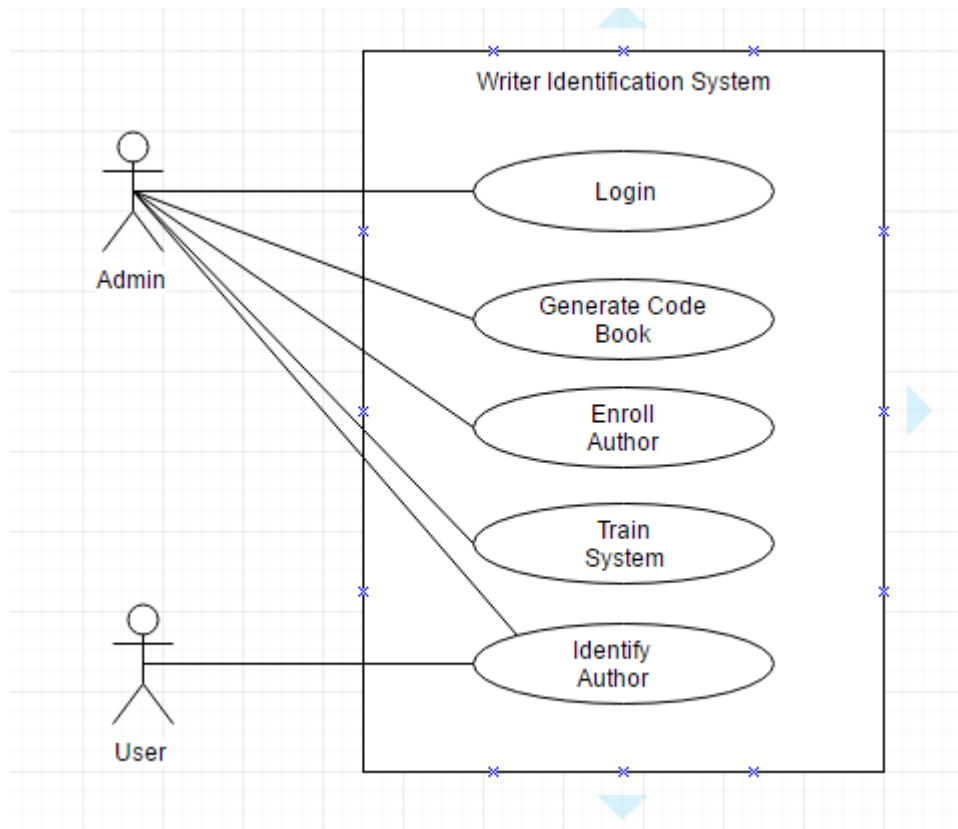 Writer Identification System
Login
Admin
Generate Code
Book
Enroll
Author
Train
System
Identify
Author
User